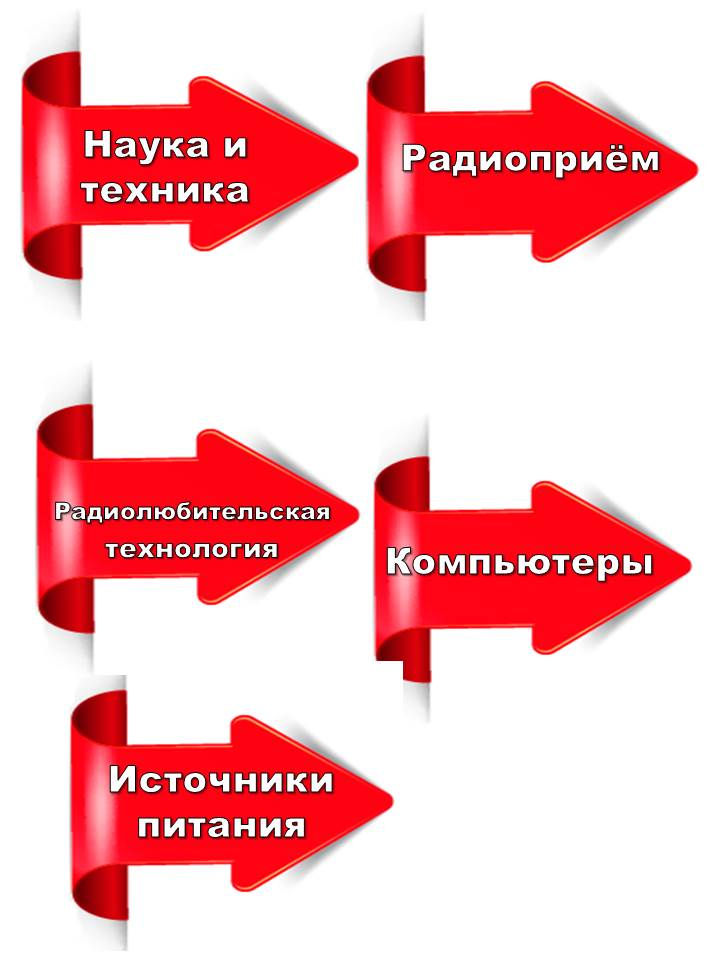 Наука и
техника
Радиоприём
Радиолюбительская
технология
Компьютеры
Источники
питания